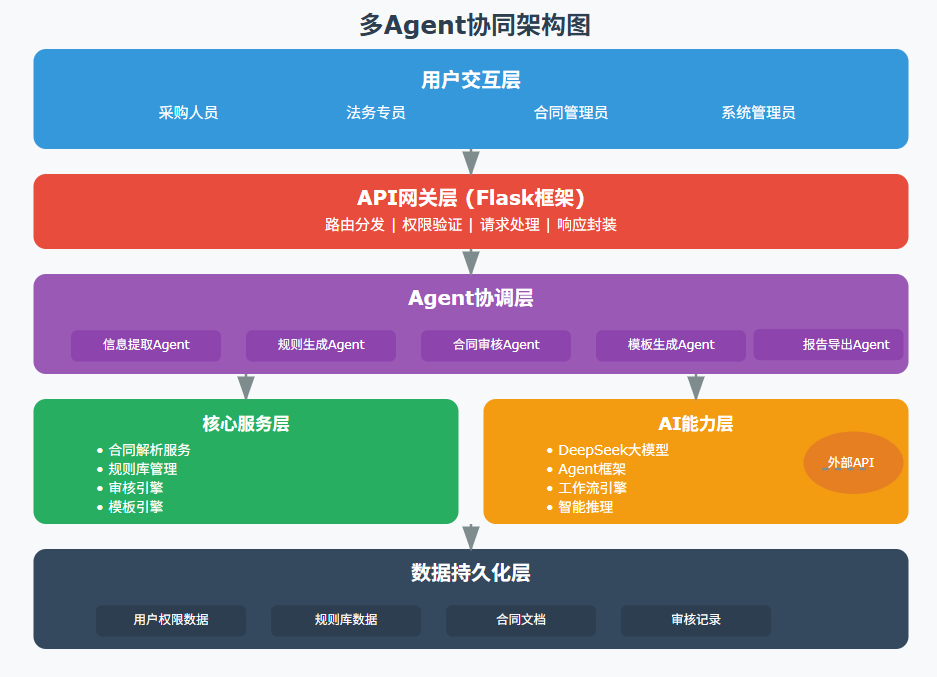 多Agent协同架构图
用户交互层
采购人员 法务专员 合同管理员 系统管理员
API网关层 (Flask框架)
路由分发 | 权限验证 | 请求处理 | 响应封装
Agent协调层
信息提取Agent 规则生成Agent 合同审核Agent 模板生成Agent 报告导出Agent
核心服务层
• 合同解析服务
• 规则库管理
• 审核引擎
• 模板引擎
AI能力层
• DeepSeek大模型
• Agent框架
• 工作流引擎
• 智能推理
外部API
数据持久化层
用户权限数据 规则库数据 合同文档 审核记录